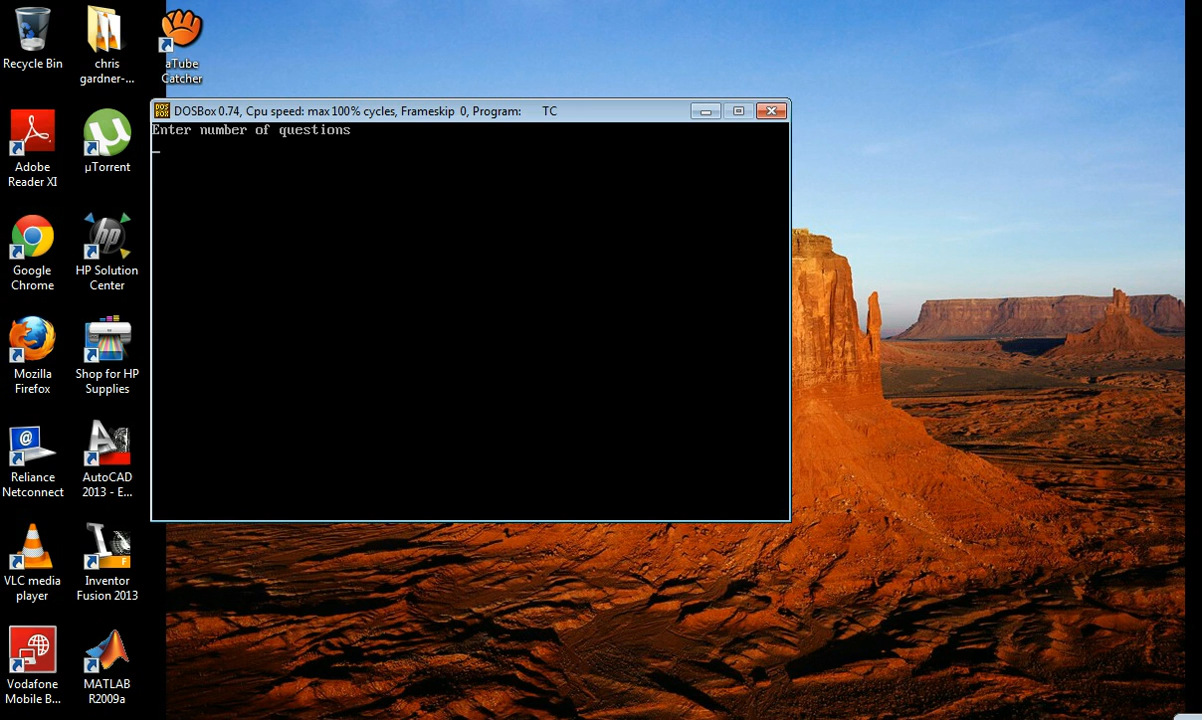 Recycle Bin
chris
gardner-...
aTube
Catcher
DOSBox 0.74, Cpu speed: max 100% cycles, Frameskip 0, Program: TC
Enter number of questions
Adobe
Reader XI
µTorrent
Google
Chrome
HP Solution
Center
Mozilla
Firefox
Shop for HP
Supplies
Reliance
Netconnect
AutoCAD
2013 - E...
VLC media
player
Inventor
Fusion 2013
Vodafone
Mobile B...
MATLAB
R2009a